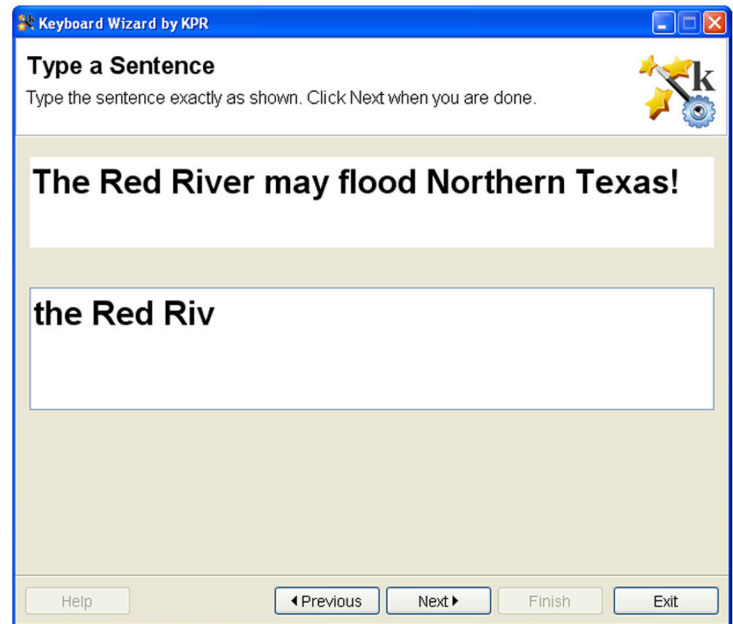 Keyboard Wizard by KPR
Type a Sentence
Type the sentence exactly as shown. Click Next when you are done.
k
The Red River may flood Northern Texas!
the Red Riv
Help Previous Next Finish Exit